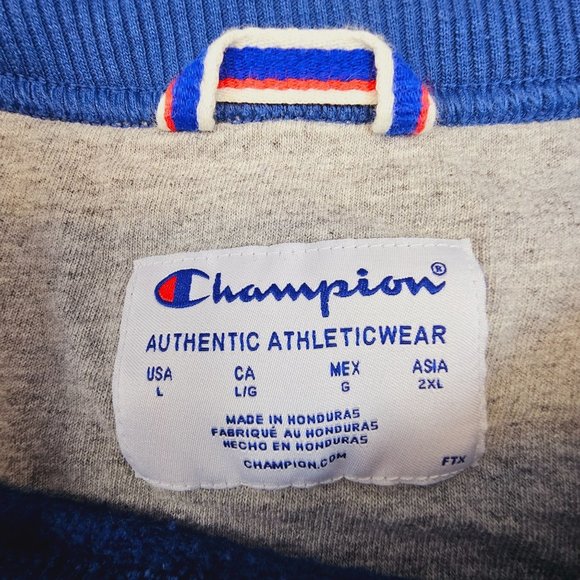 Champion®
AUTHENTIC ATHLETICWEAR
USA CA MEX ASIA
L L/G G 2XL
MADE IN HONDURAS
FABRIQUÉ AU HONDURAS
HECHO EN HONDURAS
CHAMPION.COM
FTX